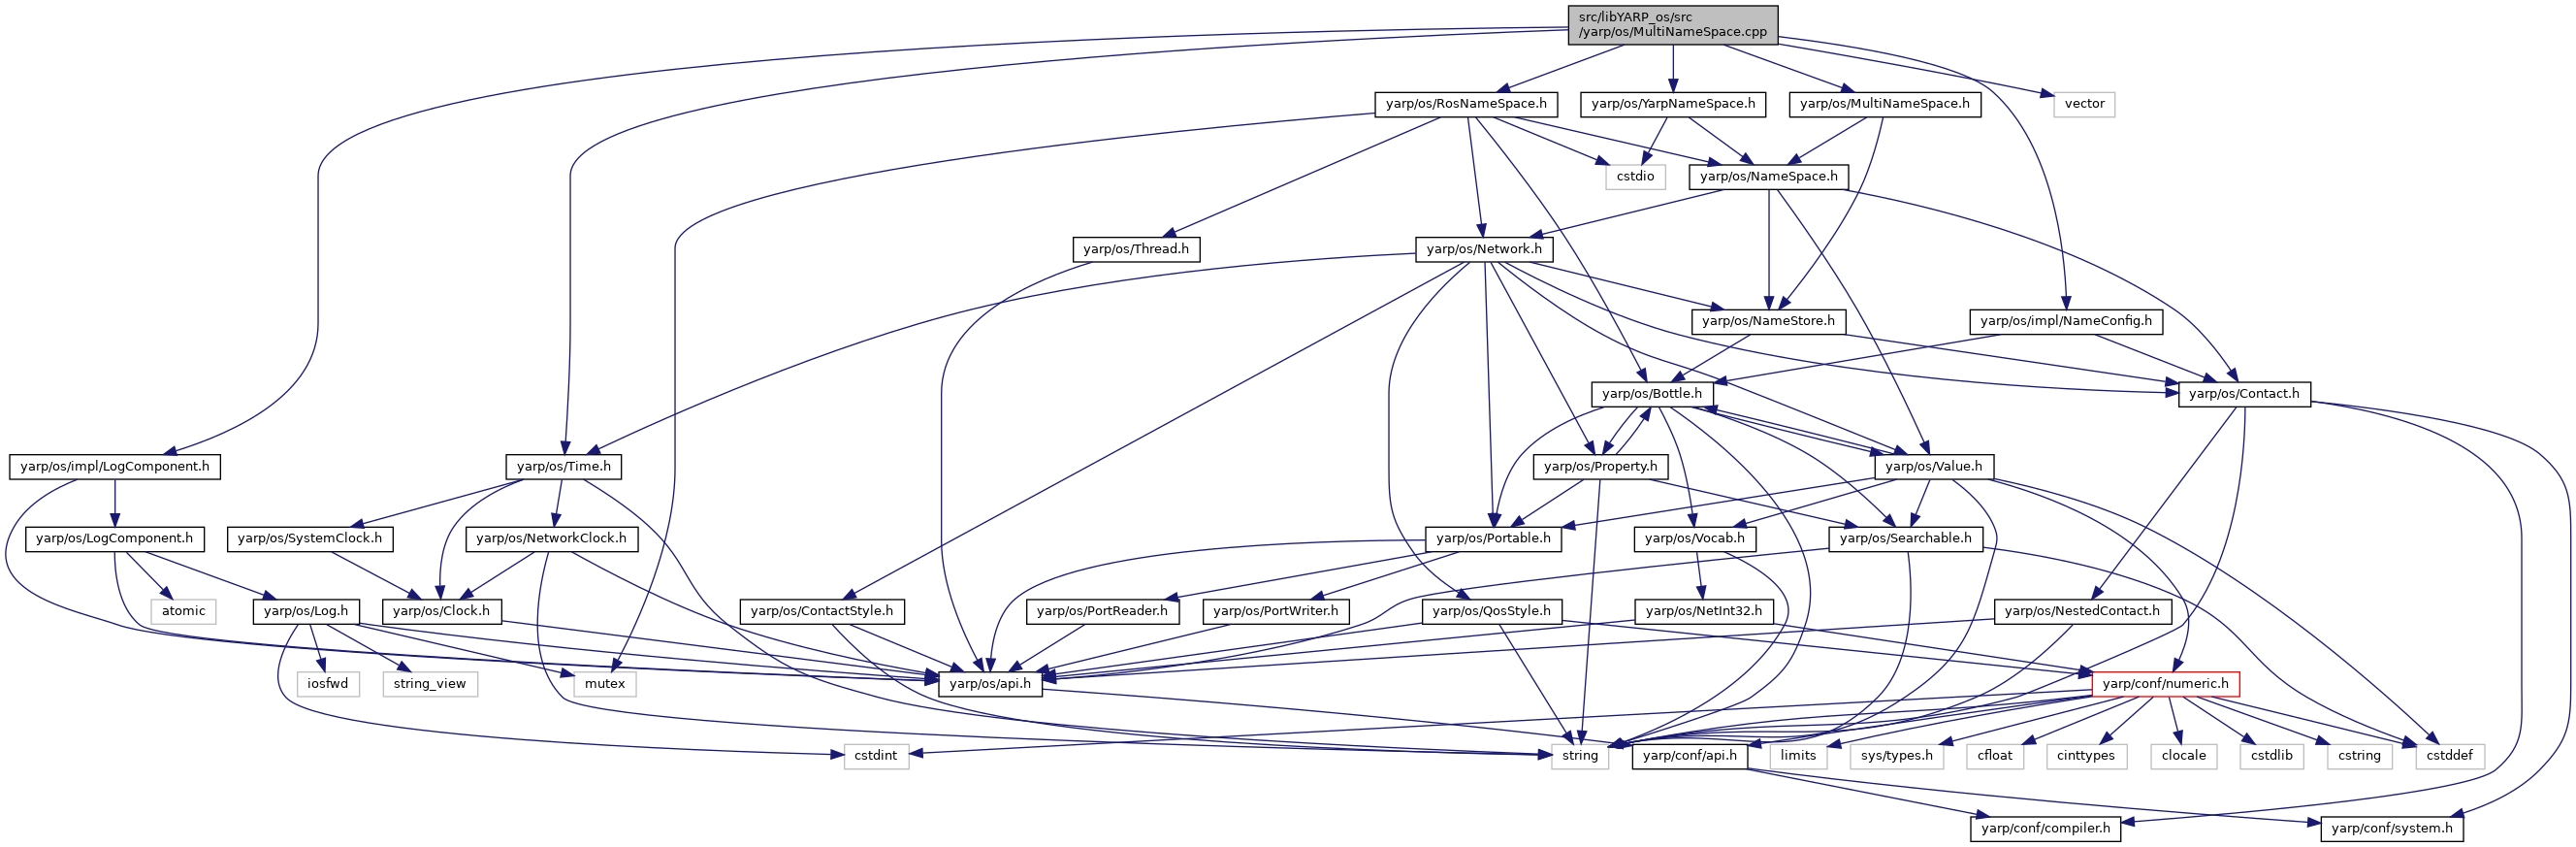 src/libYARP_os/src
/yarp/os/MultiNameSpace.cpp
yarp/os/RosNameSpace.h
yarp/os/YarpNameSpace.h
yarp/os/MultiNameSpace.h
vector
cstdio
yarp/os/NameSpace.h
yarp/os/Thread.h
yarp/os/Network.h
yarp/os/NameStore.h
yarp/os/impl/NameConfig.h
yarp/os/Bottle.h
yarp/os/Contact.h
yarp/os/impl/LogComponent.h
yarp/os/Time.h
yarp/os/Property.h
yarp/os/Value.h
yarp/os/LogComponent.h
yarp/os/SystemClock.h
yarp/os/NetworkClock.h
yarp/os/Portable.h
yarp/os/Vocab.h
yarp/os/Searchable.h
atomic
yarp/os/Log.h
yarp/os/Clock.h
yarp/os/ContactStyle.h
yarp/os/PortReader.h
yarp/os/PortWriter.h
yarp/os/QosStyle.h
yarp/os/NetInt32.h
yarp/os/NestedContact.h
iosfwd
string_view
mutex
yarp/os/api.h
yarp/conf/numeric.h
cstdint
string
yarp/conf/api.h
limits
sys/types.h
cfloat
cinttypes
clocale
cstdlib
cstring
cstddef
yarp/conf/compiler.h
yarp/conf/system.h